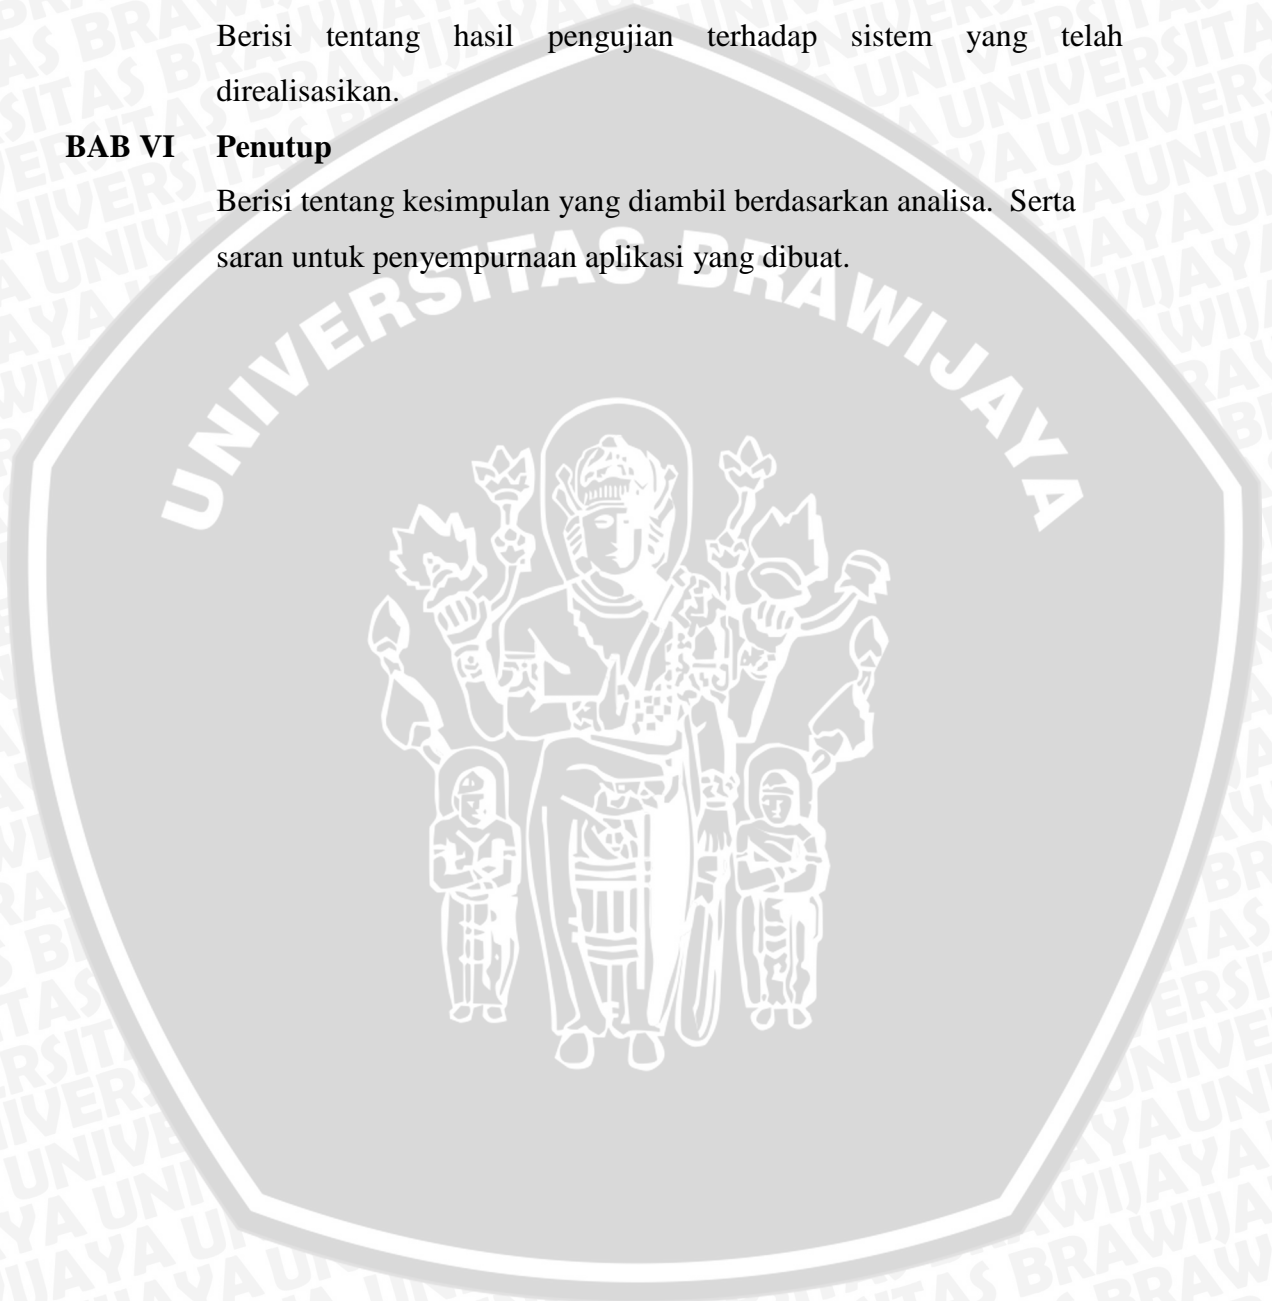 Berisi tentang hasil pengujian terhadap sistem yang telah
direalisasikan.
BAB VI Penutup
Berisi tentang kesimpulan yang diambil berdasarkan analisa. Serta
saran untuk penyempurnaan aplikasi yang dibuat.
UNIVERSITAS BRAWIJAYA